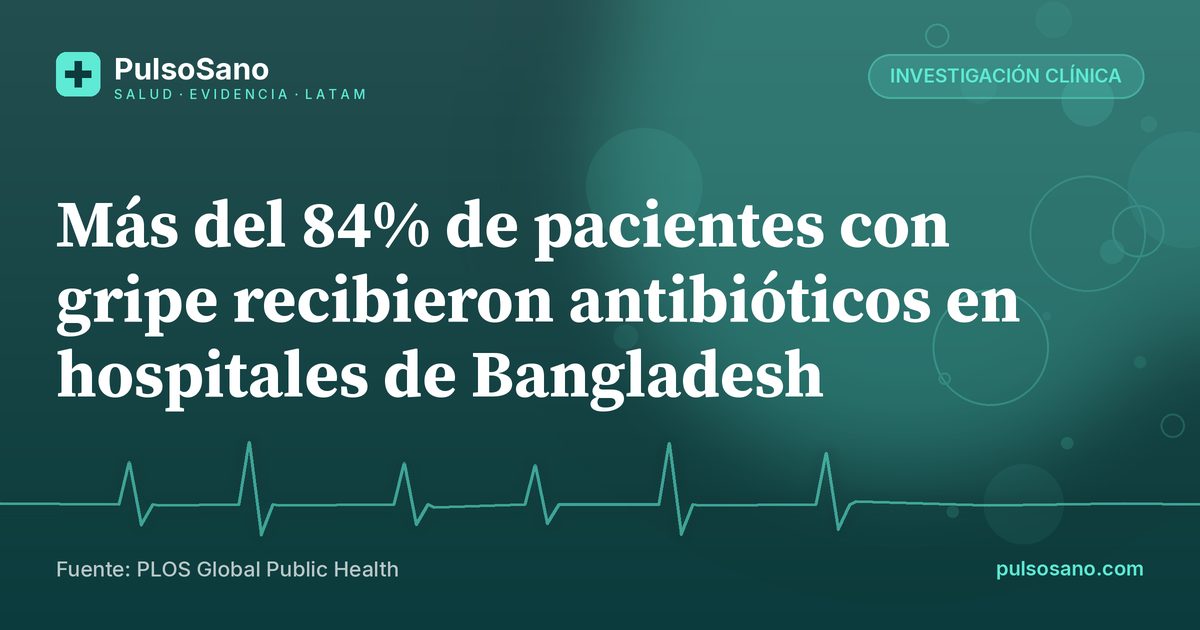 PulsoSano
SALUD · EVIDENCIA · LATAM
INVESTIGACIÓN CLÍNICA
Más del 84% de pacientes con
gripe recibieron antibióticos en
hospitales de Bangladesh
Fuente: PLOS Global Public Health
pulsosano.com